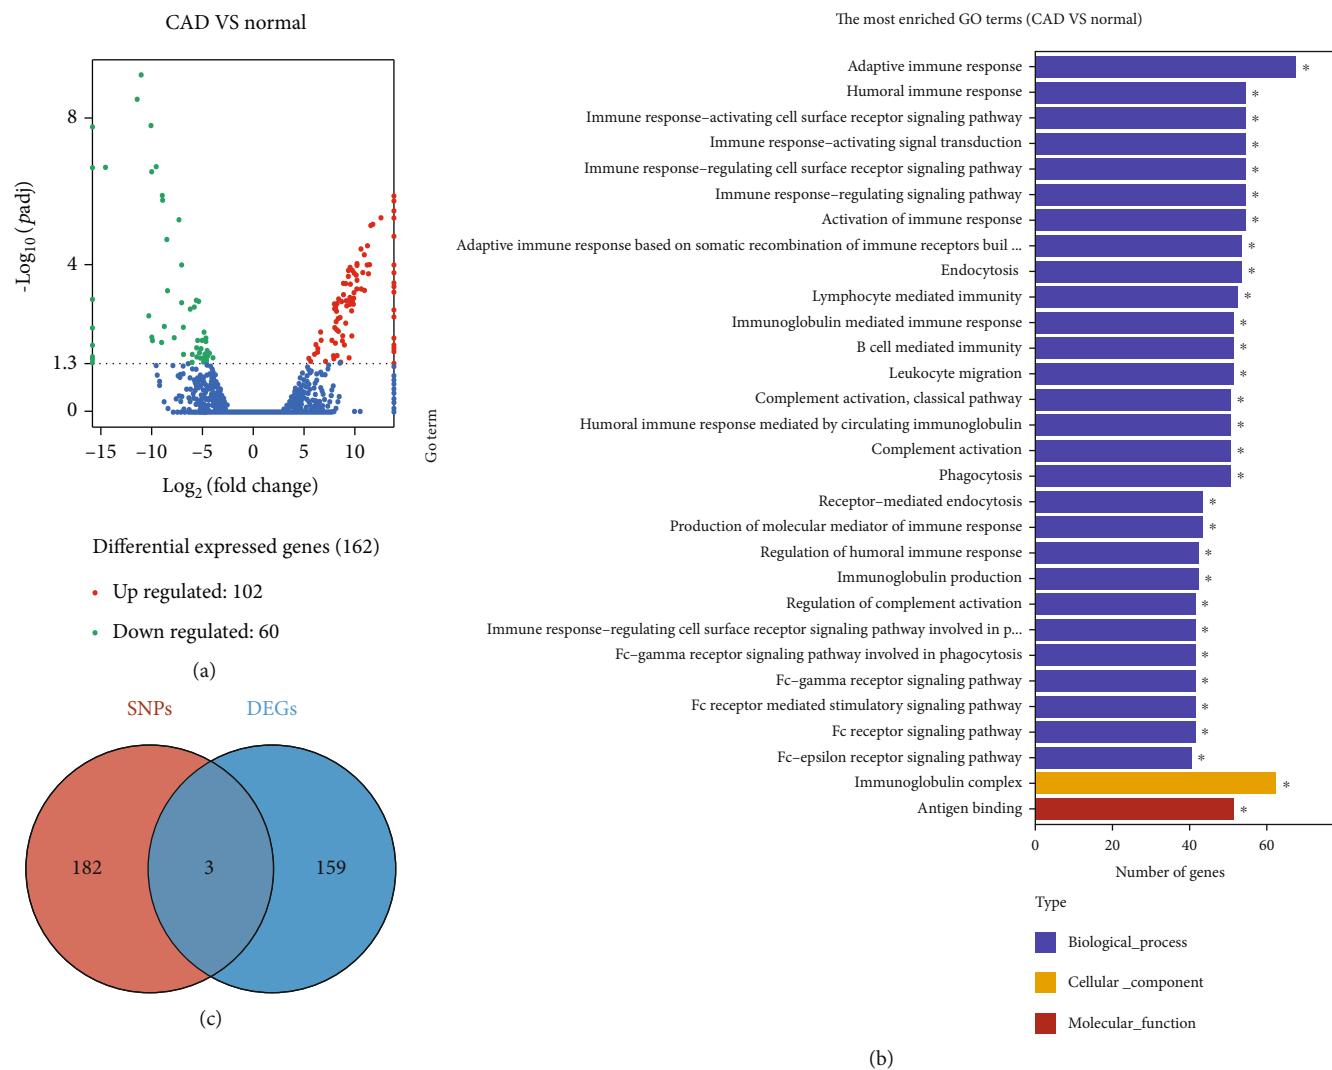 CAD VS normal
-Log10 (padj)
8
4
1.3
0
−15 −10 −5 0 5 10
Log2 (fold change)
Differential expressed genes (162)
Up regulated: 102
Down regulated: 60
(a)
The most enriched GO terms (CAD VS normal)
Go term
Adaptive immune response *
Humoral immune response *
Immune response–activating cell surface receptor signaling pathway *
Immune response–activating signal transduction *
Immune response–regulating cell surface receptor signaling pathway *
Immune response–regulating signaling pathway *
Activation of immune response *
Adaptive immune response based on somatic recombination of immune receptors buil ... *
Endocytosis *
Lymphocyte mediated immunity *
Immunoglobulin mediated immune response *
B cell mediated immunity *
Leukocyte migration *
Complement activation, classical pathway *
Humoral immune response mediated by circulating immunoglobulin *
Complement activation *
Phagocytosis *
Receptor–mediated endocytosis *
Production of molecular mediator of immune response *
Regulation of humoral immune response *
Immunoglobulin production *
Regulation of complement activation *
Immune response–regulating cell surface receptor signaling pathway involved in p... *
Fc–gamma receptor signaling pathway involved in phagocytosis *
Fc–gamma receptor signaling pathway *
Fc receptor mediated stimulatory signaling pathway *
Fc receptor signaling pathway *
Fc–epsilon receptor signaling pathway *
Immunoglobulin complex *
Antigen binding *
0 20 40 60
Number of genes
Type
Biological_process
Cellular _component
Molecular_function
(b)
SNPs DEGs
182 3 159
(c)